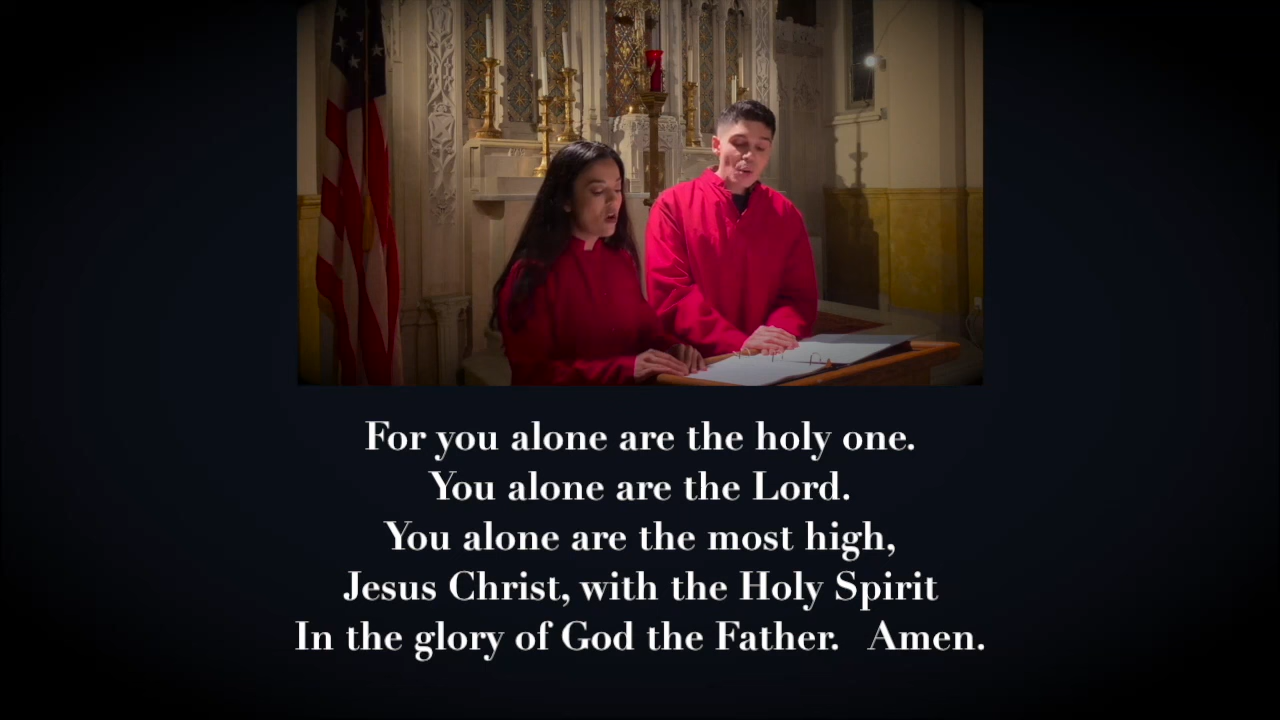 For you alone are the holy one.
You alone are the Lord.
You alone are the most high,
Jesus Christ, with the Holy Spirit
In the glory of God the Father.   Amen.